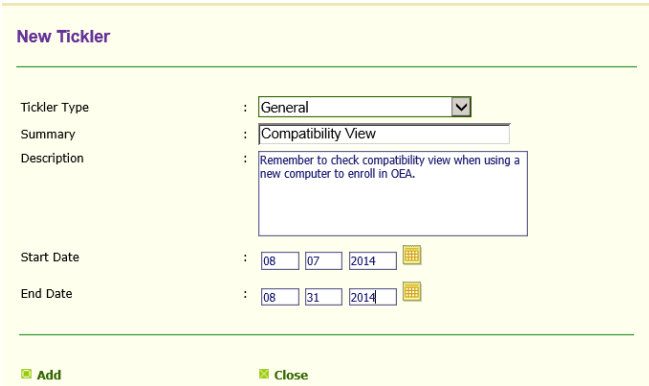 New Tickler
Tickler Type : General
Summary : Compatibility View
Description : Remember to check compatibility view when using a
new computer to enroll in OEA.
Start Date : 08 07 2014
End Date : 08 31 2014
Add Close